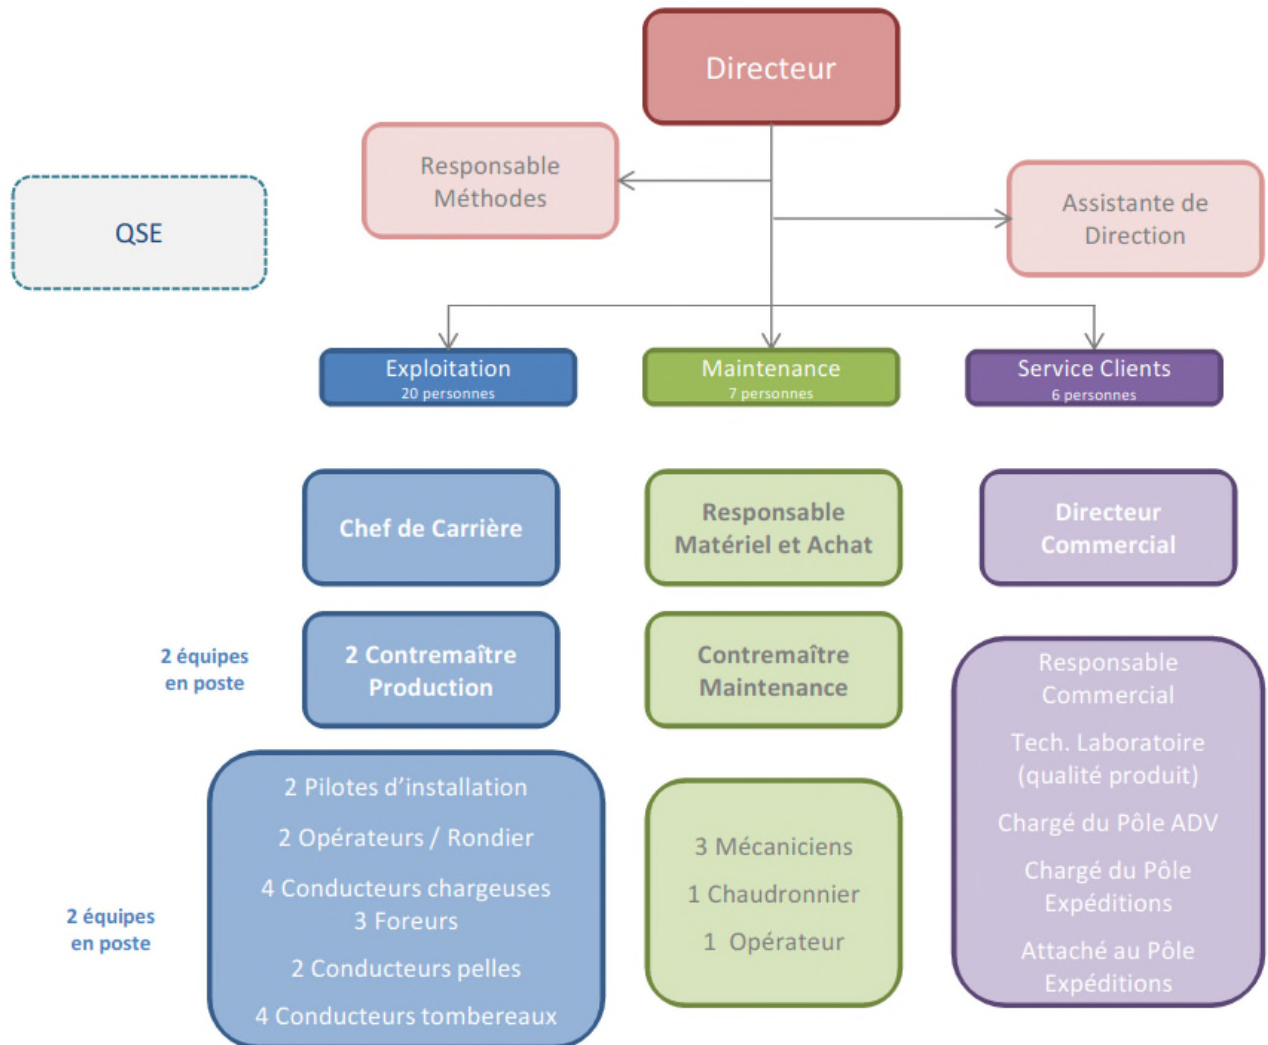 Directeur
Responsable
Méthodes
Assistante de
Direction
QSE
Exploitation
20 personnes
Maintenance
7 personnes
Service Clients
6 personnes
Chef de Carrière
Responsable
Matériel et Achat
Directeur
Commercial
2 équipes
en poste
2 Contremaître
Production
Contremaître
Maintenance
Responsable
Commercial
Tech. Laboratoire
(qualité produit)
Chargé du Pôle ADV
Chargé du Pôle
Expéditions
Attaché au Pôle
Expéditions
2 équipes
en poste
2 Pilotes d’installation
2 Opérateurs / Rondier
4 Conducteurs chargeuses
3 Foreurs
2 Conducteurs pelles
4 Conducteurs tombereaux
3 Mécaniciens
1 Chaudronnier
1 Opérateur